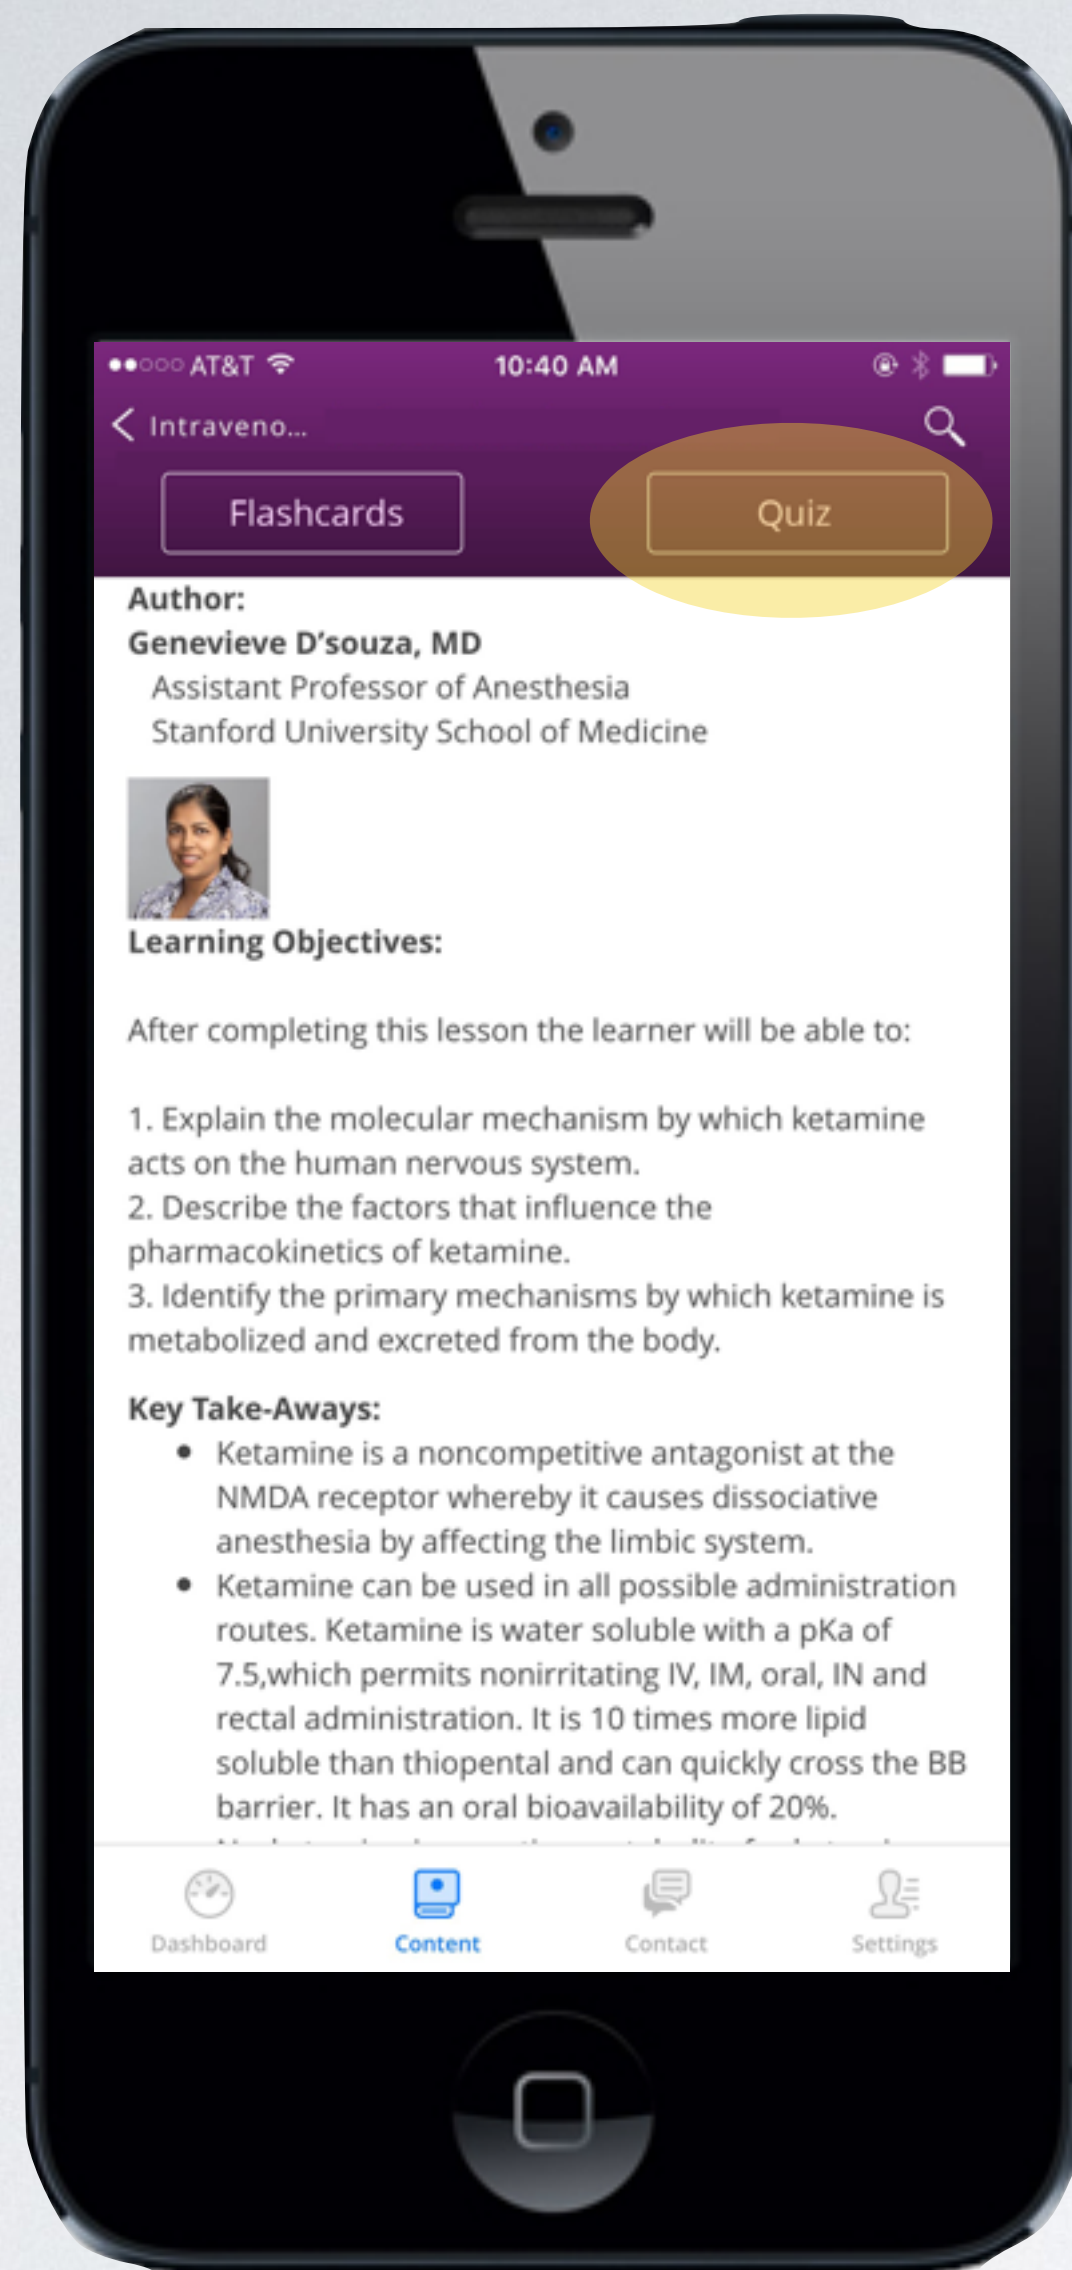 AT&T 10:40 AM
Intraveno...
Flashcards Quiz
Author:
Genevieve D'souza, MD
Assistant Professor of Anesthesia
Stanford University School of Medicine
Learning Objectives:
After completing this lesson the learner will be able to:
1. Explain the molecular mechanism by which ketamine
acts on the human nervous system.
2. Describe the factors that influence the
pharmacokinetics of ketamine.
3. Identify the primary mechanisms by which ketamine is
metabolized and excreted from the body.
Key Take-Aways:
• Ketamine is a noncompetitive antagonist at the
NMDA receptor whereby it causes dissociative
anesthesia by affecting the limbic system.
• Ketamine can be used in all possible administration
routes. Ketamine is water soluble with a pKa of
7.5,which permits nonirritating IV, IM, oral, IN and
rectal administration. It is 10 times more lipid
soluble than thiopental and can quickly cross the BB
barrier. It has an oral bioavailability of 20%.
Dashboard Content Contact Settings